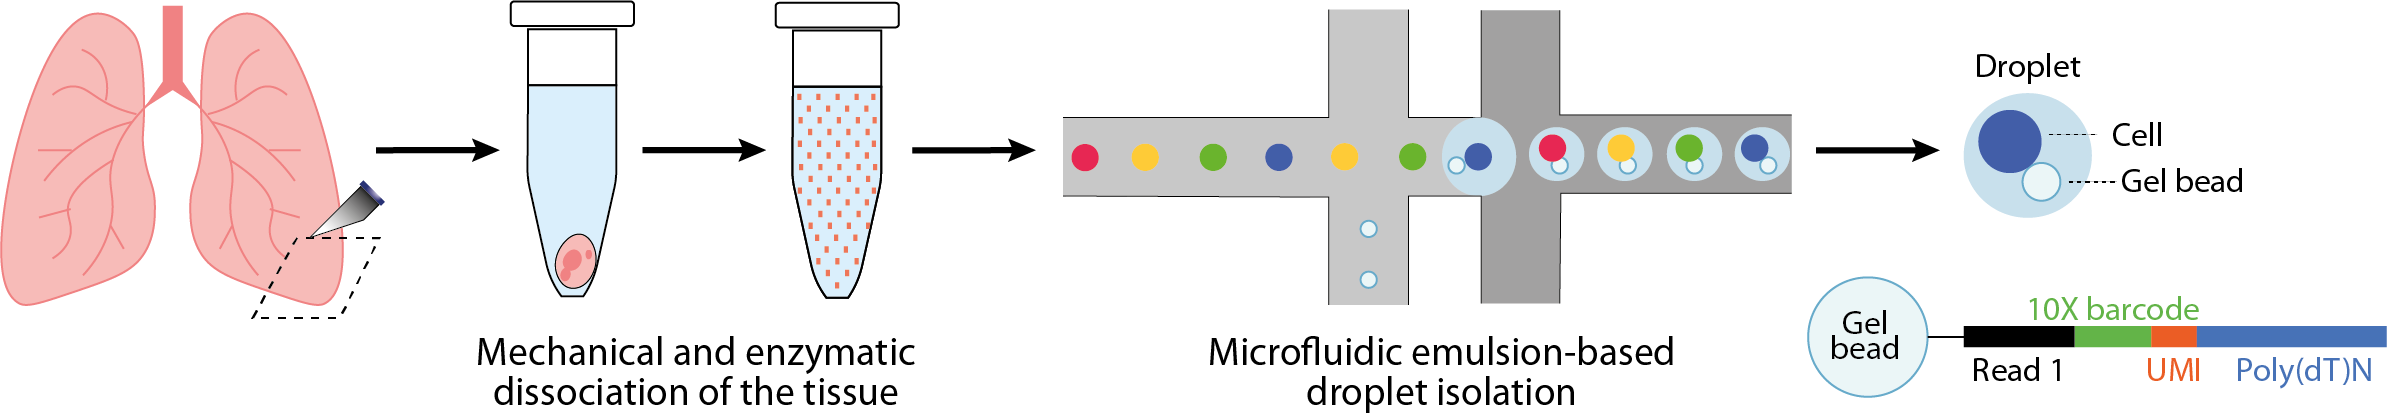 Mechanical and enzymatic
dissociation of the tissue
Microfluidic emulsion-based
droplet isolation
Droplet
Cell
Gel bead
Gel
bead
10X barcode
Read 1
UMI
Poly(dT)N